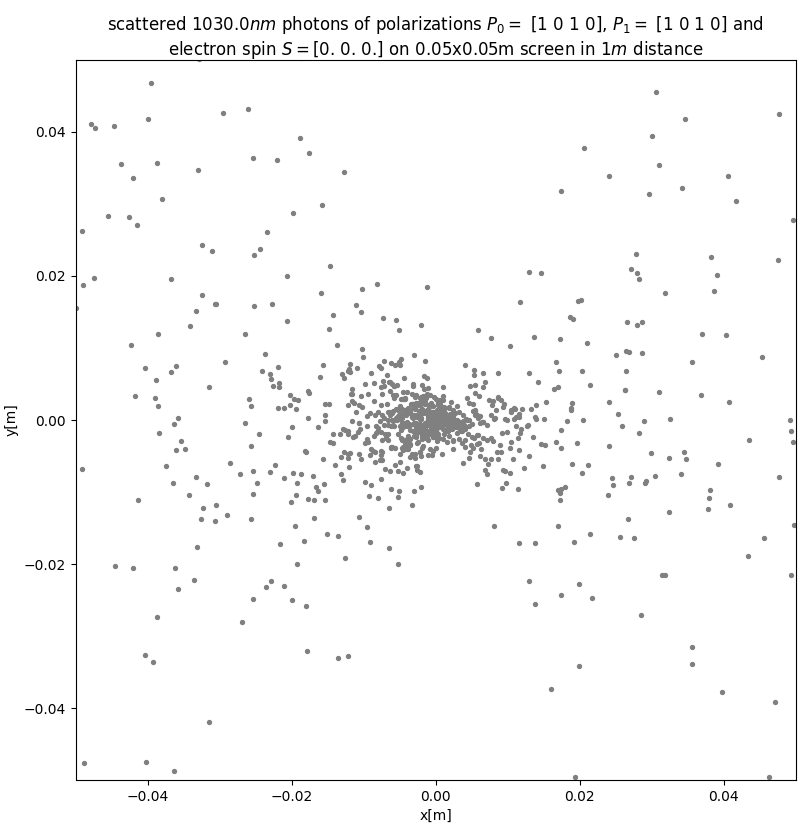 scattered 1030.0nm photons of polarizations P₀ = [1 0 1 0], P₁ = [1 0 1 0] and
electron spin S = [0. 0. 0.] on 0.05x0.05m screen in 1m distance
0.04
0.02
0.00
−0.02
−0.04
y[m]
−0.04 −0.02 0.00 0.02 0.04
x[m]